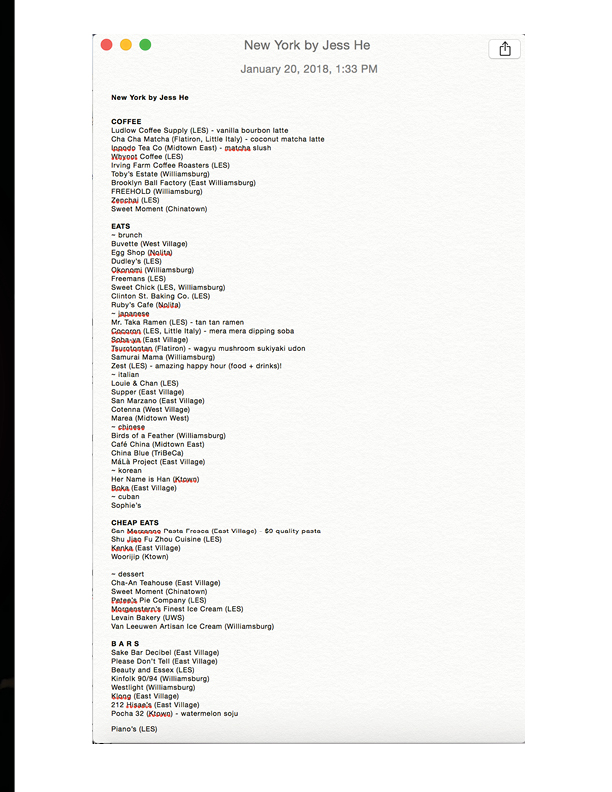 New York by Jess He
January 20, 2018, 1:33 PM
New York by Jess He
COFFEE
Ludlow Coffee Supply (LES) - vanilla bourbon latte
Cha Cha Matcha (Flatiron, Little Italy) - coconut matcha latte
Ippodo Tea Co (Midtown East) - matcha slush
Whynot Coffee (LES)
Irving Farm Coffee Roasters (LES)
Toby's Estate (Williamsburg)
Brooklyn Ball Factory (East Williamsburg)
FREEHOLD (Williamsburg)
Zenchai (LES)
Sweet Moment (Chinatown)
EATS
~ brunch
Buvette (West Village)
Egg Shop (Nolita)
Dudley's (LES)
Okonomi (Williamsburg)
Freemans (LES)
Sweet Chick (LES, Williamsburg)
Clinton St. Baking Co. (LES)
Ruby's Cafe (Nolita)
~ japanese
Mr. Taka Ramen (LES) - tan tan ramen
Cocoron (LES, Little Italy) - mera mera dipping soba
Soba-ya (East Village)
Tsurotontan (Flatiron) - wagyu mushroom sukiyaki udon
Samurai Mama (Williamsburg)
Zest (LES) - amazing happy hour (food + drinks)!
~ italian
Louie & Chan (LES)
Supper (East Village)
San Marzano (East Village)
Cotenna (West Village)
Marea (Midtown West)
~ chinese
Birds of a Feather (Williamsburg)
Café China (Midtown East)
China Blue (TriBeCa)
MáLà Project (East Village)
~ korean
Her Name is Han (Ktown)
Boka (East Village)
~ cuban
Sophie's
CHEAP EATS
San Marzano Pasta Fresca (East Village) - $9 quality pasta
Shu Jiao Fu Zhou Cuisine (LES)
Kenka (East Village)
Woorijip (Ktown)
~ dessert
Cha-An Teahouse (East Village)
Sweet Moment (Chinatown)
Petee's Pie Company (LES)
Morgenstern's Finest Ice Cream (LES)
Levain Bakery (UWS)
Van Leeuwen Artisan Ice Cream (Williamsburg)
B A R S
Sake Bar Decibel (East Village)
Please Don't Tell (East Village)
Beauty and Essex (LES)
Kinfolk 90/94 (Williamsburg)
Westlight (Williamsburg)
Klong (East Village)
212 Hisae's (East Village)
Pocha 32 (Ktown) - watermelon soju
Piano's (LES)